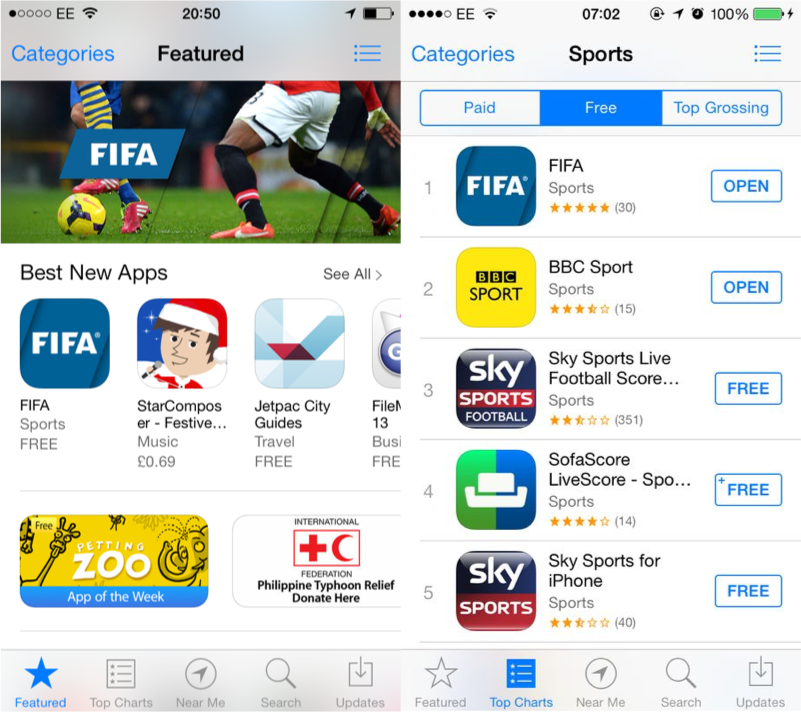 EE 20:50
Categories Featured
FIFA
Best New Apps See All >
FIFA
FIFA
Sports
FREE
StarCompos
er - Festive...
Music
£0.69
Jetpac City
Guides
Travel
FREE
G
FileM
13
Busi
FRE
Free
PETTING
ZOO
App of the Week
INTERNATIONAL
FEDERATION
Philippine Typhoon Relief
Donate Here
Featured Top Charts Near Me Search Updates
EE 07:02 100%
Categories Sports
Paid Free Top Grossing
1
FIFA
FIFA
Sports
(30)
OPEN
2
BBC
SPORT
BBC Sport
Sports
(15)
OPEN
3
sky
SPORTS
FOOTBALL
Sky Sports Live
Football Score...
Sports
(351)
FREE
4
SofaScore
LiveScore - Spo...
Sports
(14)
+FREE
5
sky
SPORTS
Sky Sports for
iPhone
Sports
(40)
FREE
Featured Top Charts Near Me Search Updates